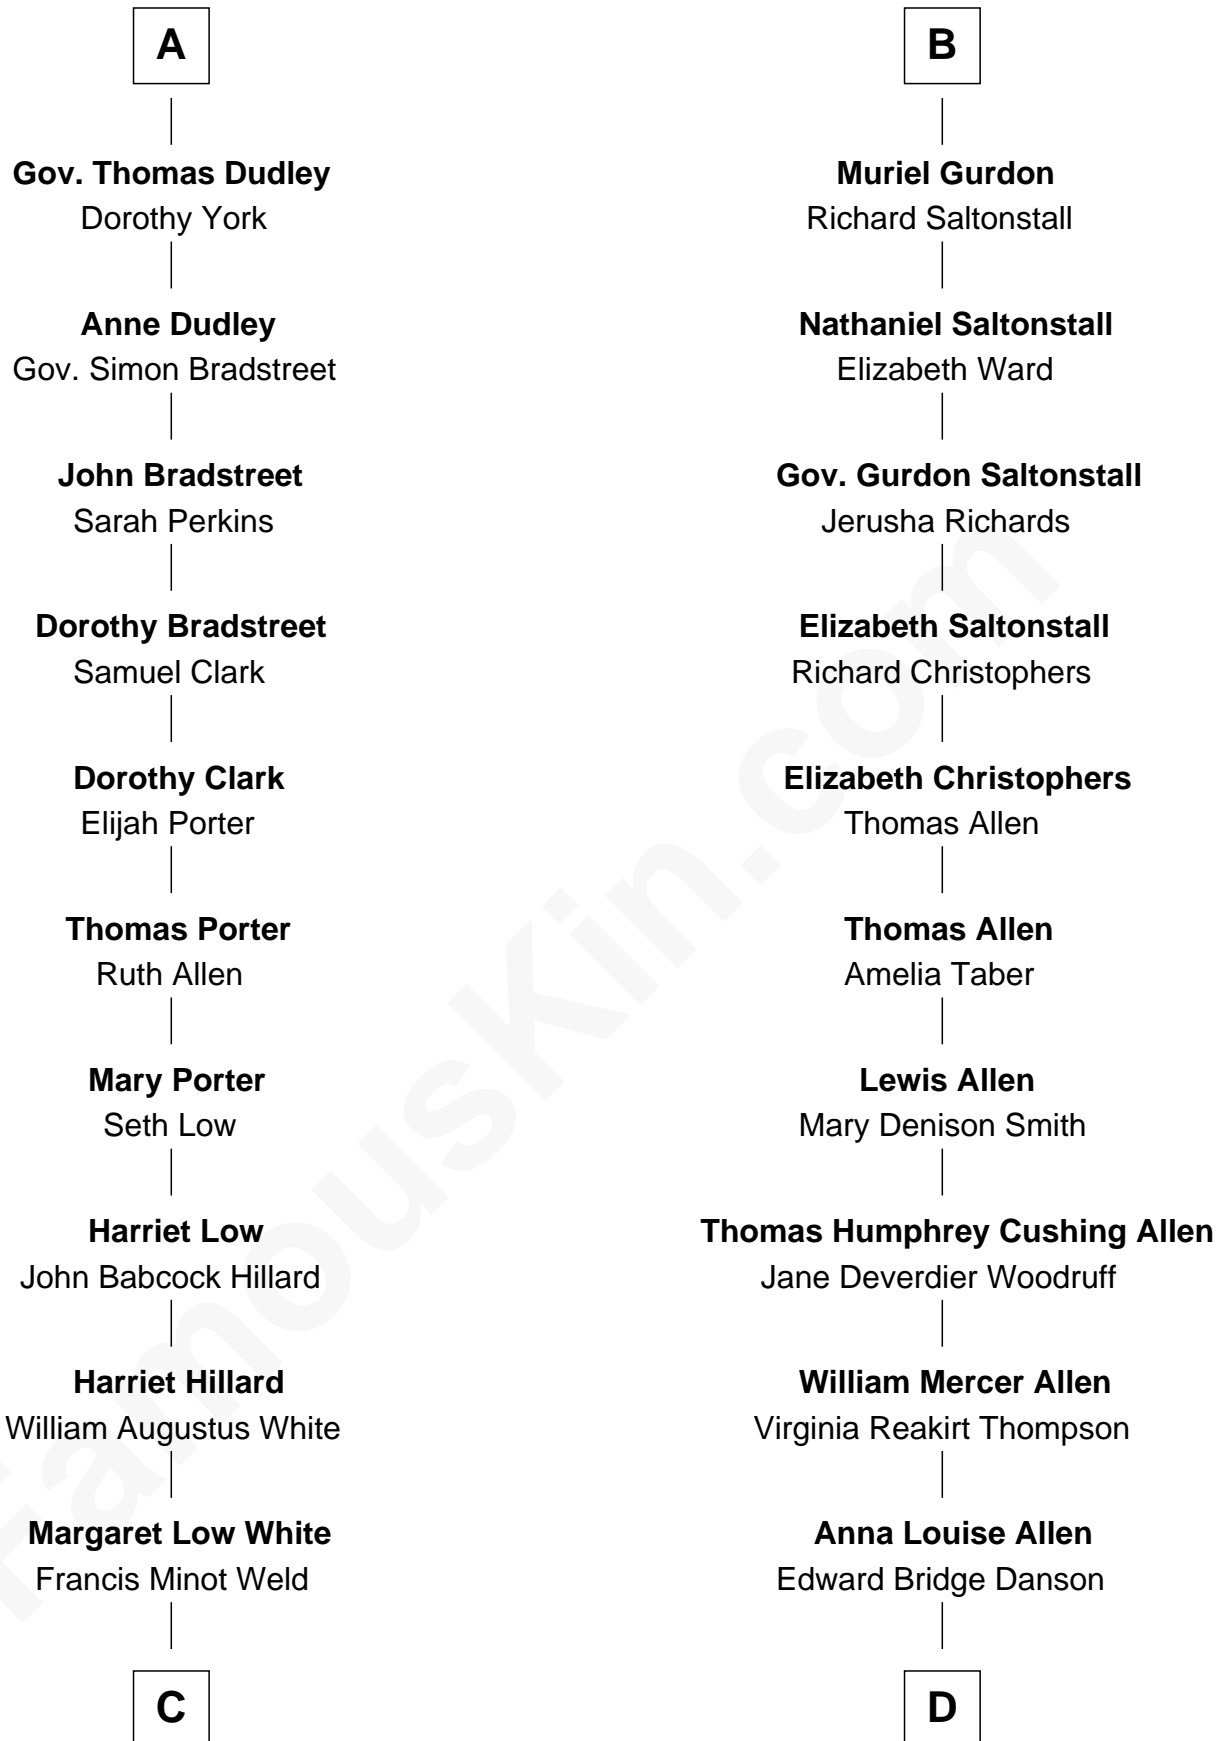 A
Gov. Thomas Dudley
Dorothy York
Anne Dudley
Gov. Simon Bradstreet
John Bradstreet
Sarah Perkins
Dorothy Bradstreet
Samuel Clark
Dorothy Clark
Elijah Porter
Thomas Porter
Ruth Allen
Mary Porter
Seth Low
Harriet Low
John Babcock Hillard
Harriet Hillard
William Augustus White
Margaret Low White
Francis Minot Weld
C
B
Muriel Gurdon
Richard Saltonstall
Nathaniel Saltonstall
Elizabeth Ward
Gov. Gurdon Saltonstall
Jerusha Richards
Elizabeth Saltonstall
Richard Christophers
Elizabeth Christophers
Thomas Allen
Thomas Allen
Amelia Taber
Lewis Allen
Mary Denison Smith
Thomas Humphrey Cushing Allen
Jane Deverdier Woodruff
William Mercer Allen
Virginia Reakirt Thompson
Anna Louise Allen
Edward Bridge Danson
D
FamousKin.com